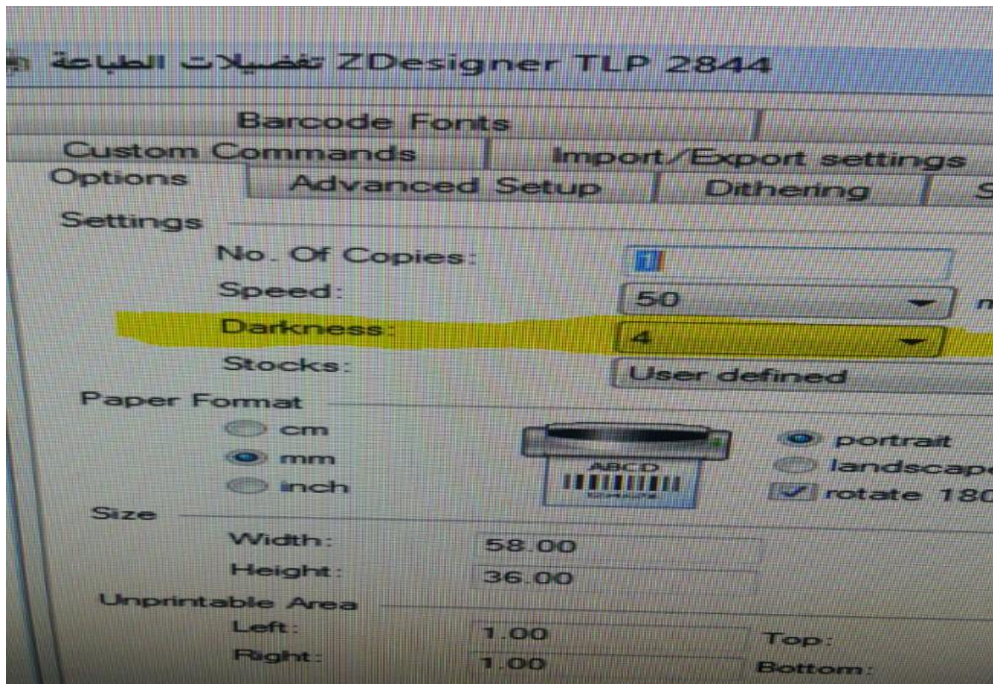 تفضيلات الطباعة ZDesigner TLP 2844
Barcode Fonts
Custom Commands Import/Export settings
Options Advanced Setup Dithering S
Settings
No. Of Copies: 1
Speed: 50 m
Darkness: 4
Stocks: User defined
Paper Format
cm
mm
inch
ABCD
portrait
landscape
rotate 180
Size
Width: 58.00
Height: 36.00
Unprintable Area
Left: 1.00 Top:
Right: 1.00 Bottom: